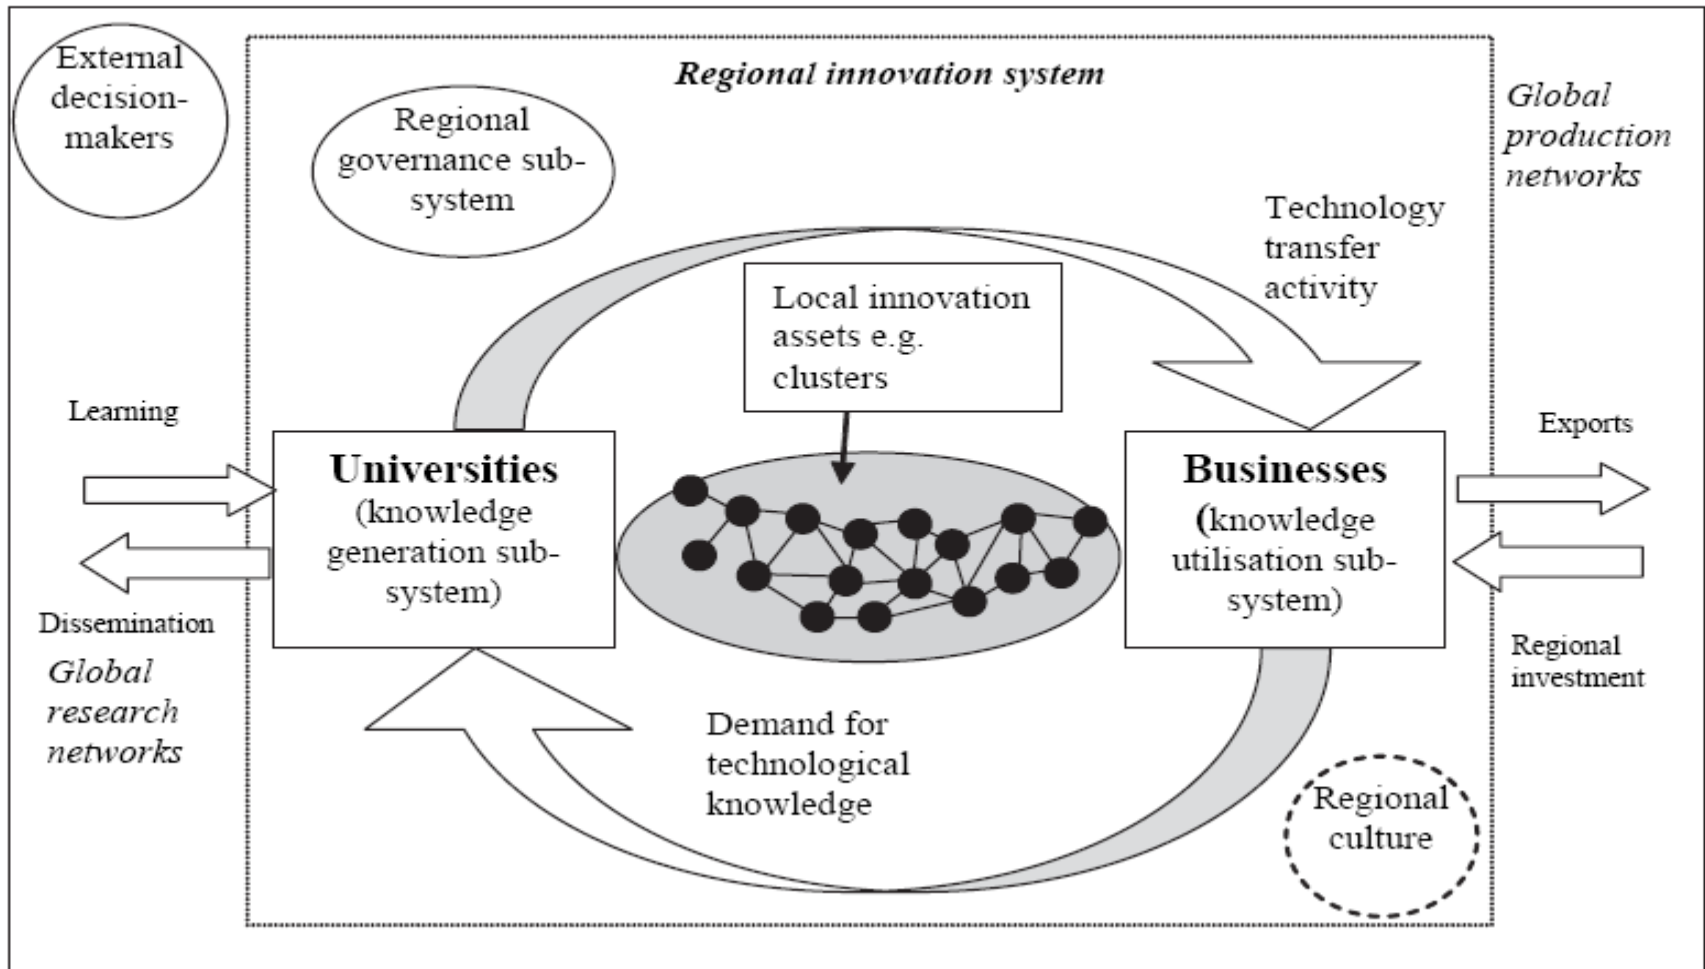 External
decision-
makers
Regional innovation system
Regional
governance sub-
system
Global
production
networks
Technology
transfer
activity
Local innovation
assets e.g.
clusters
Learning
Exports
Universities
(knowledge
generation sub-
system)
Businesses
(knowledge
utilisation sub-
system)
Dissemination
Global
research
networks
Regional
investment
Demand for
technological
knowledge
Regional
culture